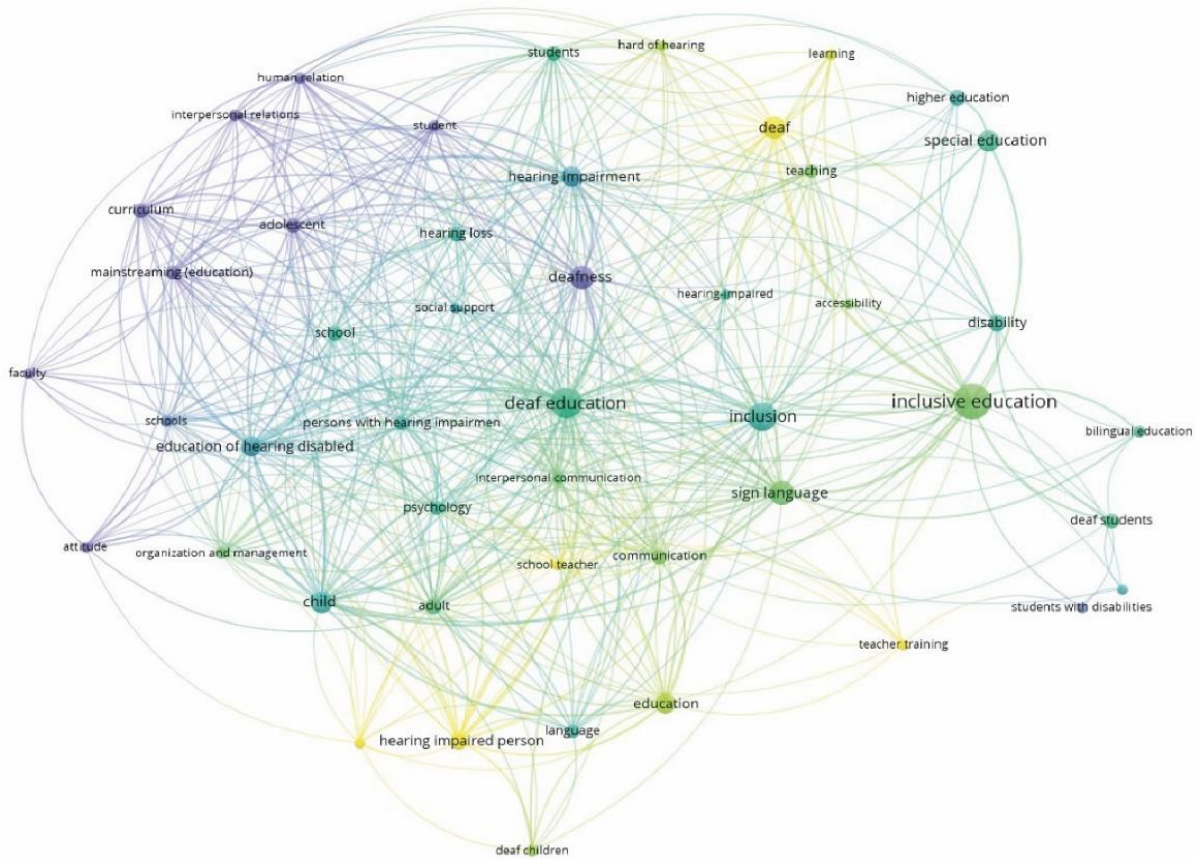 students
hard of hearing
learning
human relation
higher education
interpersonal relations
student
deaf
special education
teaching
hearing impairment
curriculum
adolescent
hearing loss
mainstreaming (education)
deafness
hearing-impaired
accessibility
social support
disability
school
faculty
deaf education
inclusive education
inclusion
schools
persons with hearing impairmen
bilingual education
education of hearing disabled
interpersonal communication
sign language
psychology
deaf students
attitude
organization and management
school teacher
communication
child
adult
students with disabilities
teacher training
education
language
hearing impaired person
deaf children